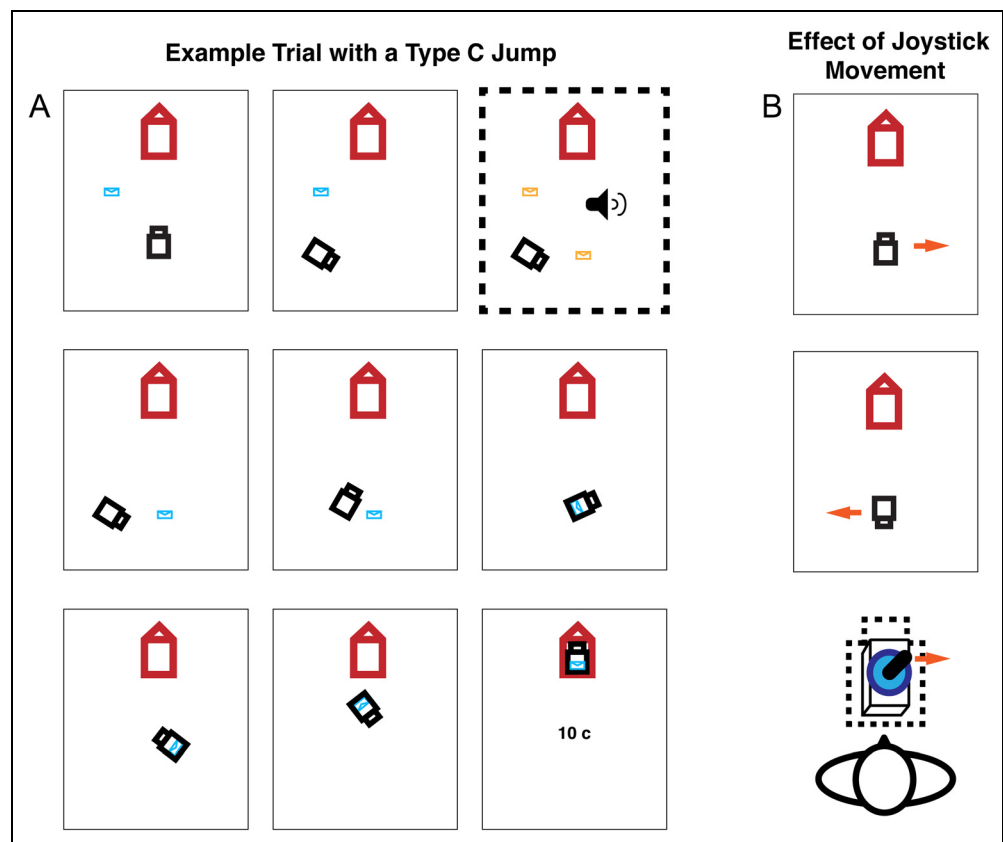 Example Trial with a Type C Jump
Effect of Joystick
Movement
A
B
10 c